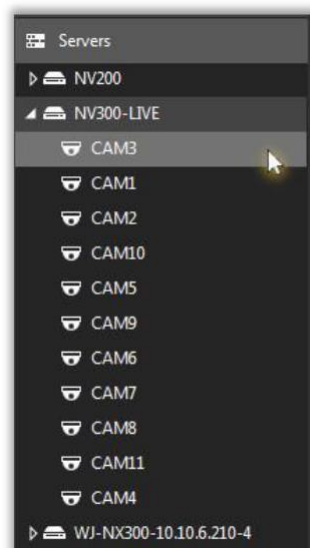 Servers
NV200
NV300-LIVE
CAM3
CAM1
CAM2
CAM10
CAM5
CAM9
CAM6
CAM7
CAM8
CAM11
CAM4
WJ-NX300-10.10.6.210-4